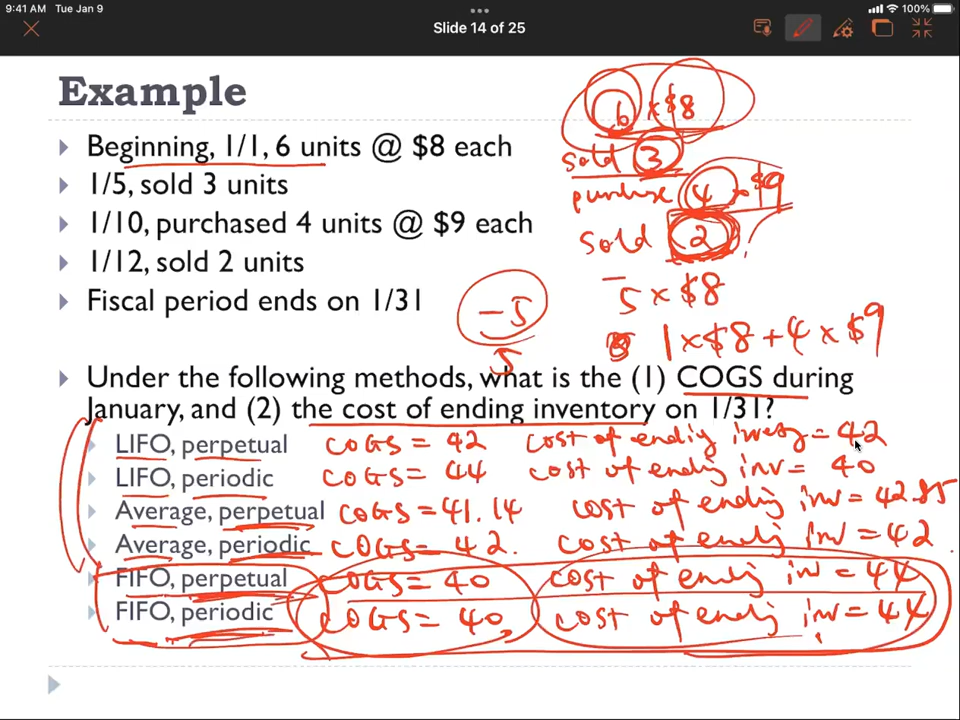 9:41 AM Tue Jan 9
100%
Slide 14 of 25
Example
6 x $8
Beginning, 1/1, 6 units @ $8 each
sold 3
1/5, sold 3 units
purchase 4 x $9
1/10, purchased 4 units @ $9 each
sold 2
1/12, sold 2 units
5 x $8
Fiscal period ends on 1/31
-5
1 x $8 + 4 x $9
5
Under the following methods, what is the (1) COGS during
January, and (2) the cost of ending inventory on 1/31?
LIFO, perpetual COGS = 42 cost of ending = 42
LIFO, periodic COGS = 44 cost of ending inv = 40
Average, perpetual COGS = 41.14 cost of ending inv = 42.85
Average, periodic COGS = 42. cost of ending inv = 42
FIFO, perpetual COGS = 40 cost of ending in = 44
FIFO, periodic COGS = 40, cost of ending inv = 44